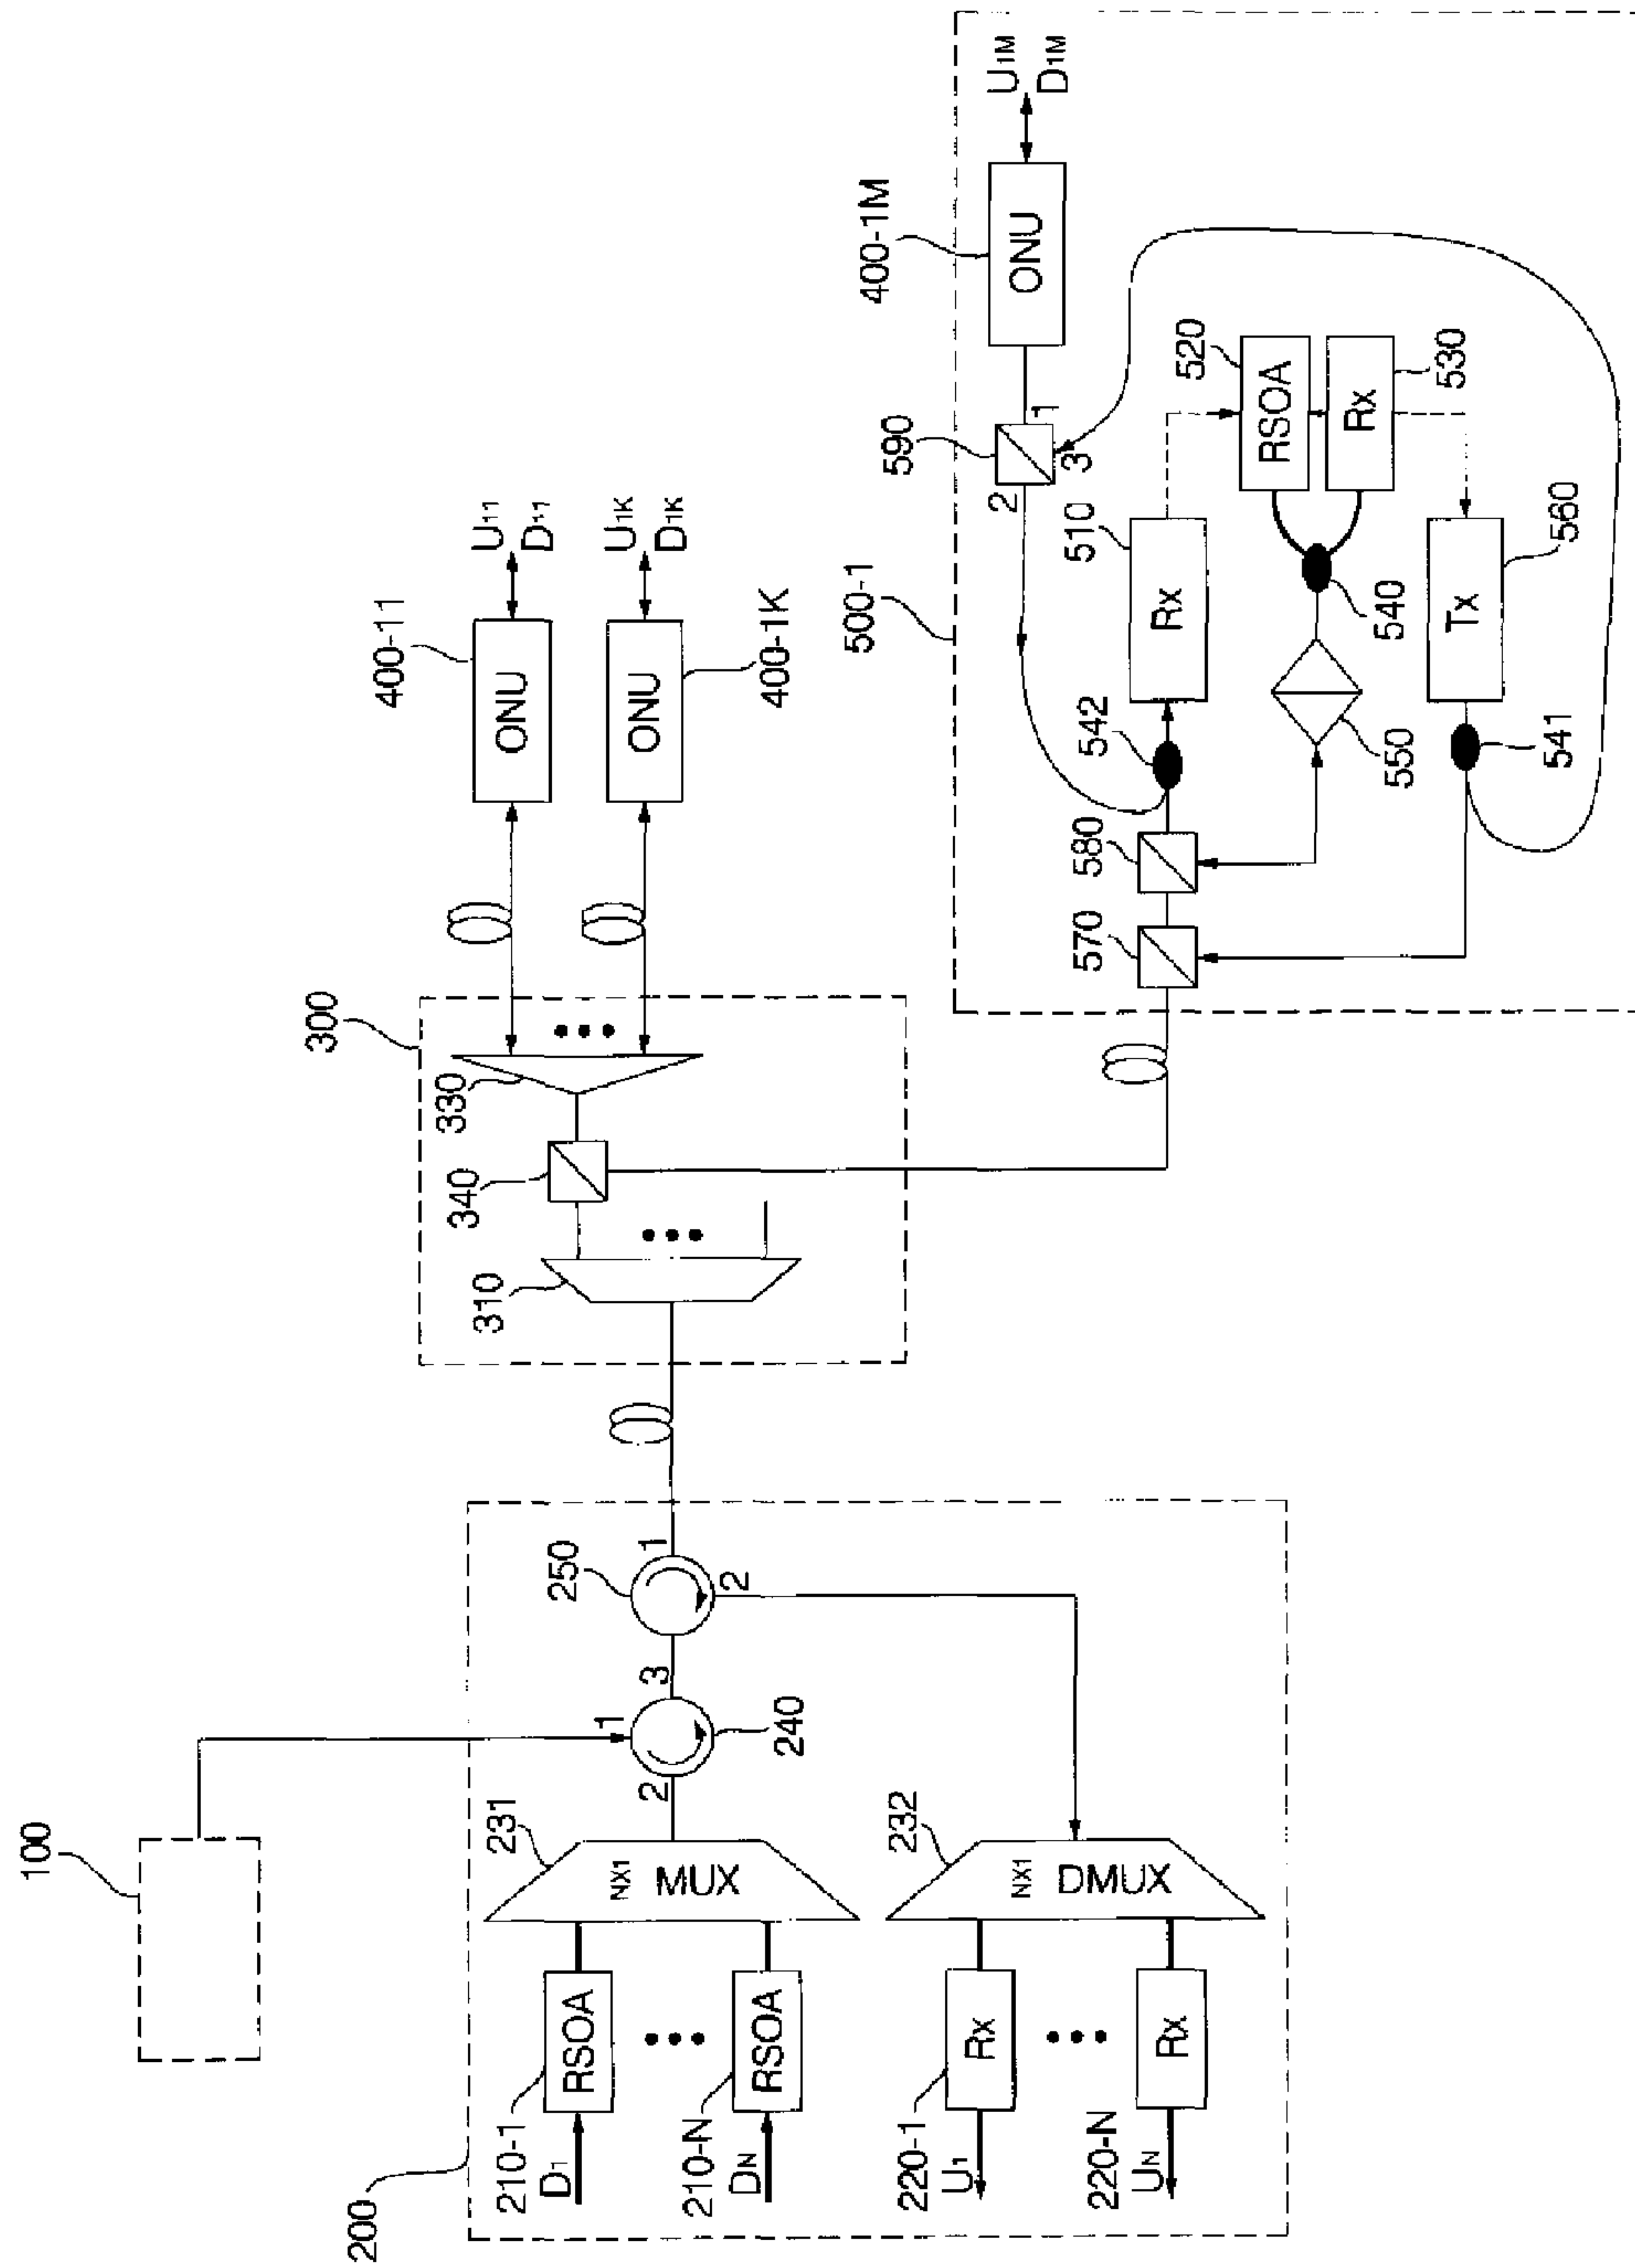 100
200
210-1
D1
RSOA
210-N
DN
RSOA
231
NX1
MUX
2
1
3
240
250
1
2
220-1
U1
Rx
220-N
UN
Rx
232
NX1
DMUX
300
310
340
330
400-11
ONU
U11
D11
400-1K
ONU
U1K
D1K
500-1
400-1M
ONU
U1M
D1M
590
2
1
3
570
580
542
510
Rx
520
RSOA
530
Rx
540
550
541
Tx
560